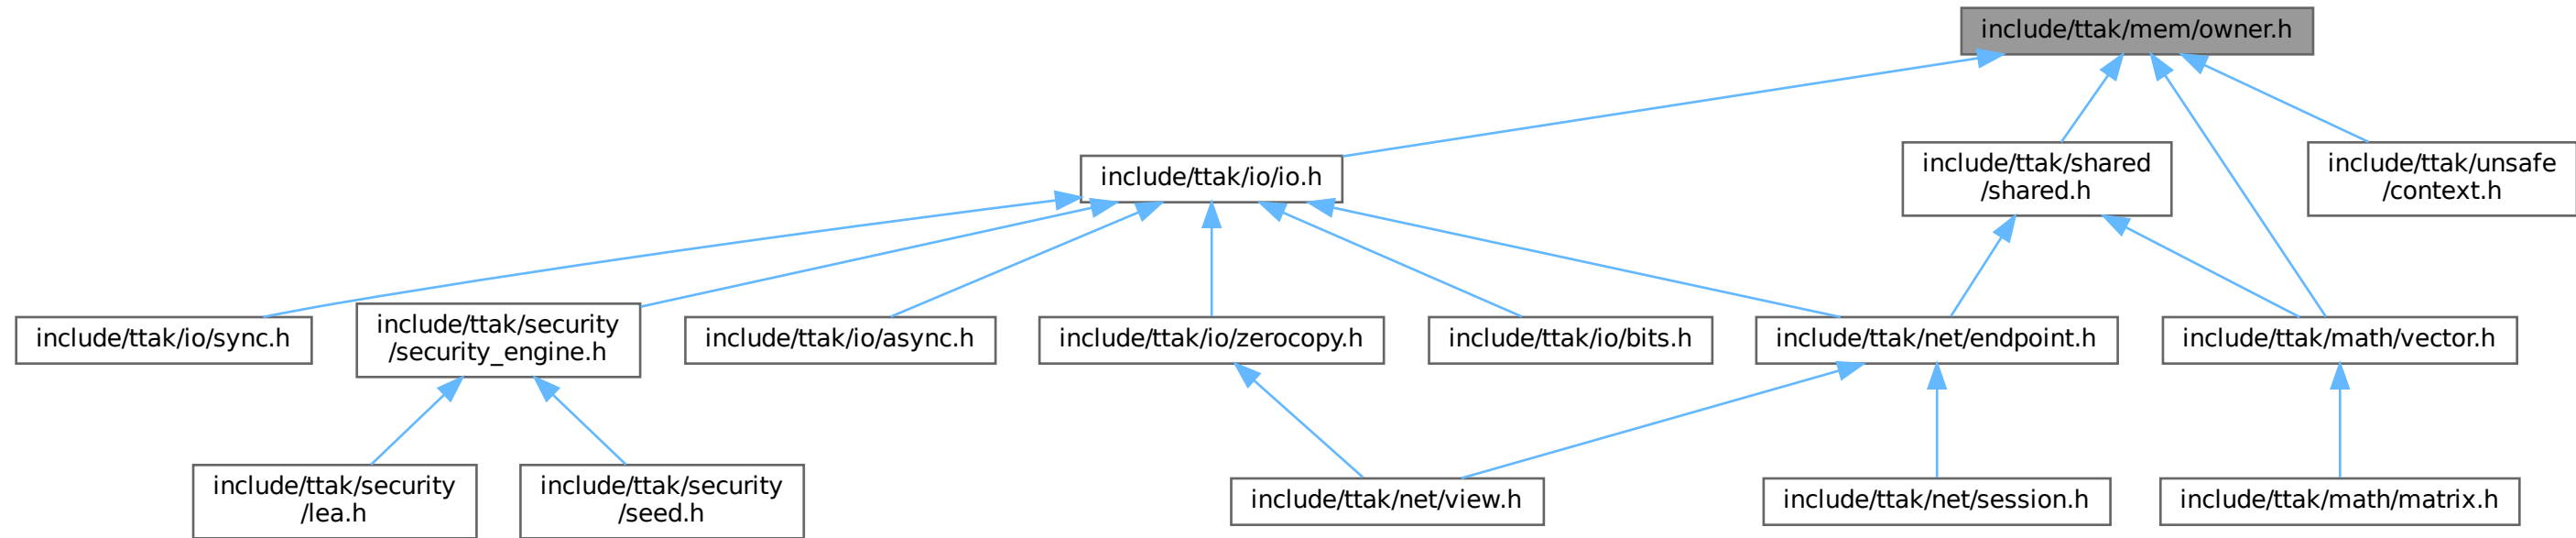 include/ttak/mem/owner.h
include/ttak/io/io.h
include/ttak/shared
/shared.h
include/ttak/unsafe
/context.h
include/ttak/io/sync.h
include/ttak/security
/security_engine.h
include/ttak/io/async.h
include/ttak/io/zerocopy.h
include/ttak/io/bits.h
include/ttak/net/endpoint.h
include/ttak/math/vector.h
include/ttak/security
/lea.h
include/ttak/security
/seed.h
include/ttak/net/view.h
include/ttak/net/session.h
include/ttak/math/matrix.h